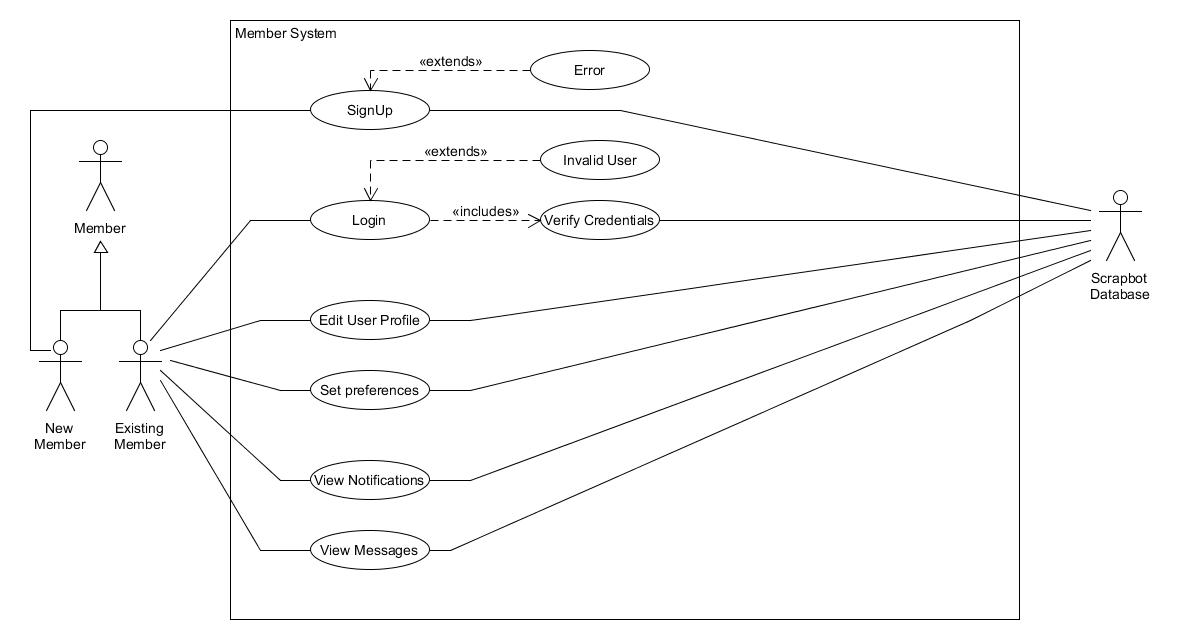 Member System
«extends»
Error
SignUp
«extends»
Invalid User
Member
Login
«includes»
Verify Credentials
Scrapbot
Database
Edit User Profile
Set preferences
New
Member
Existing
Member
View Notifications
View Messages